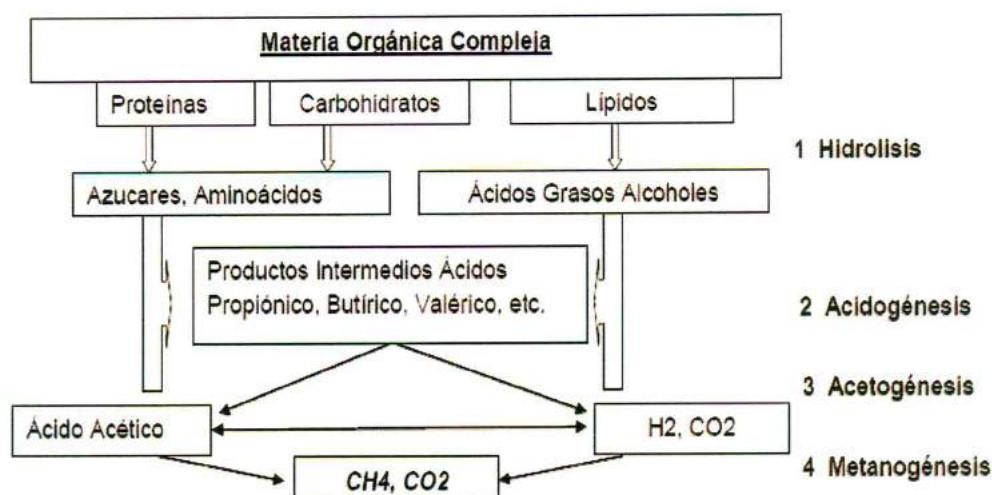 Materia Orgánica Compleja
Proteínas
Carbohidratos
Lípidos
1 Hidrolisis
Azucares, Aminoácidos
Ácidos Grasos Alcoholes
Productos Intermedios Ácidos
Propiónico, Butírico, Valérico, etc.
2 Acidogénesis
3 Acetogénesis
Ácido Acético
H2, CO2
CH4, CO2
4 Metanogénesis